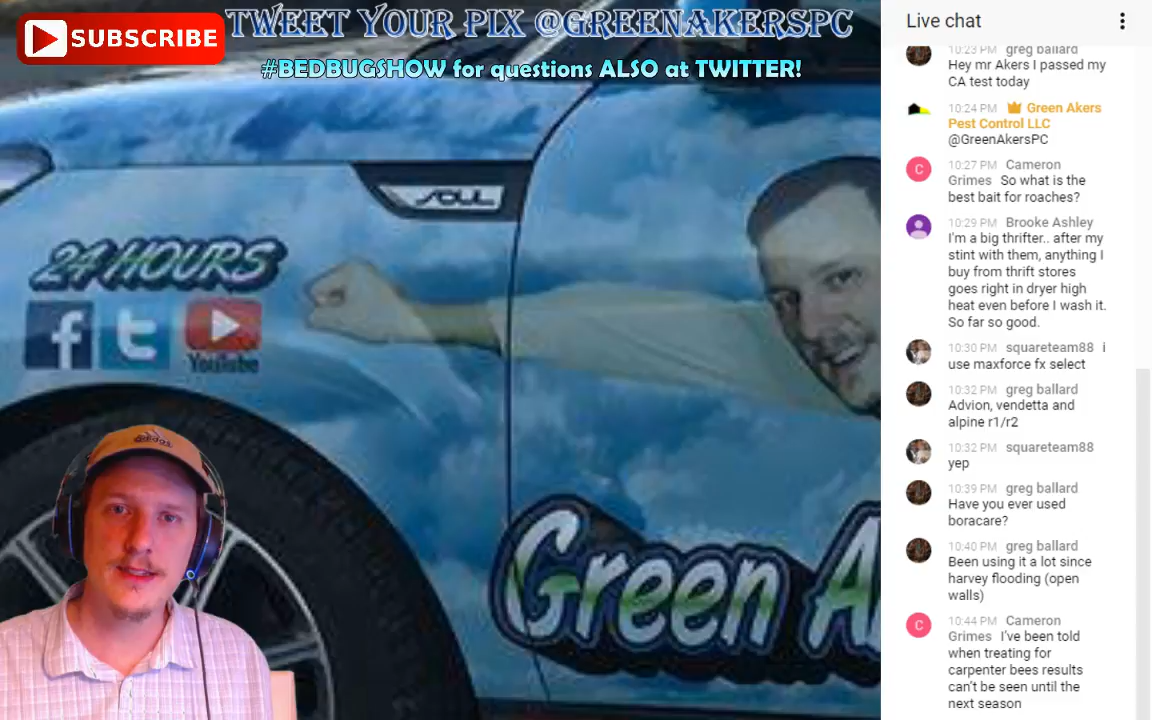 SUBSCRIBE
TWEET YOUR PIX @GREENAKERSPC
#BEDBUGSHOW for questions ALSO at TWITTER!
SOUL
24 HOURS
f t
YouTube
Green A
Live chat
10:23 PM greg ballard
Hey mr Akers I passed my
CA test today
10:24 PM Green Akers
Pest Control LLC
@GreenAkersPC
C 10:27 PM Cameron
Grimes So what is the
best bait for roaches?
10:29 PM Brooke Ashley
I'm a big thrifter.. after my
stint with them, anything I
buy from thrift stores
goes right in dryer high
heat even before I wash it.
So far so good.
10:30 PM squareteam88 i
use maxforce fx select
10:32 PM greg ballard
Advion, vendetta and
alpine r1/r2
10:32 PM squareteam88
yep
10:39 PM greg ballard
Have you ever used
boracare?
10:40 PM greg ballard
Been using it a lot since
harvey flooding (open
walls)
C 10:44 PM Cameron
Grimes I've been told
when treating for
carpenter bees results
can't be seen until the
next season
adidas